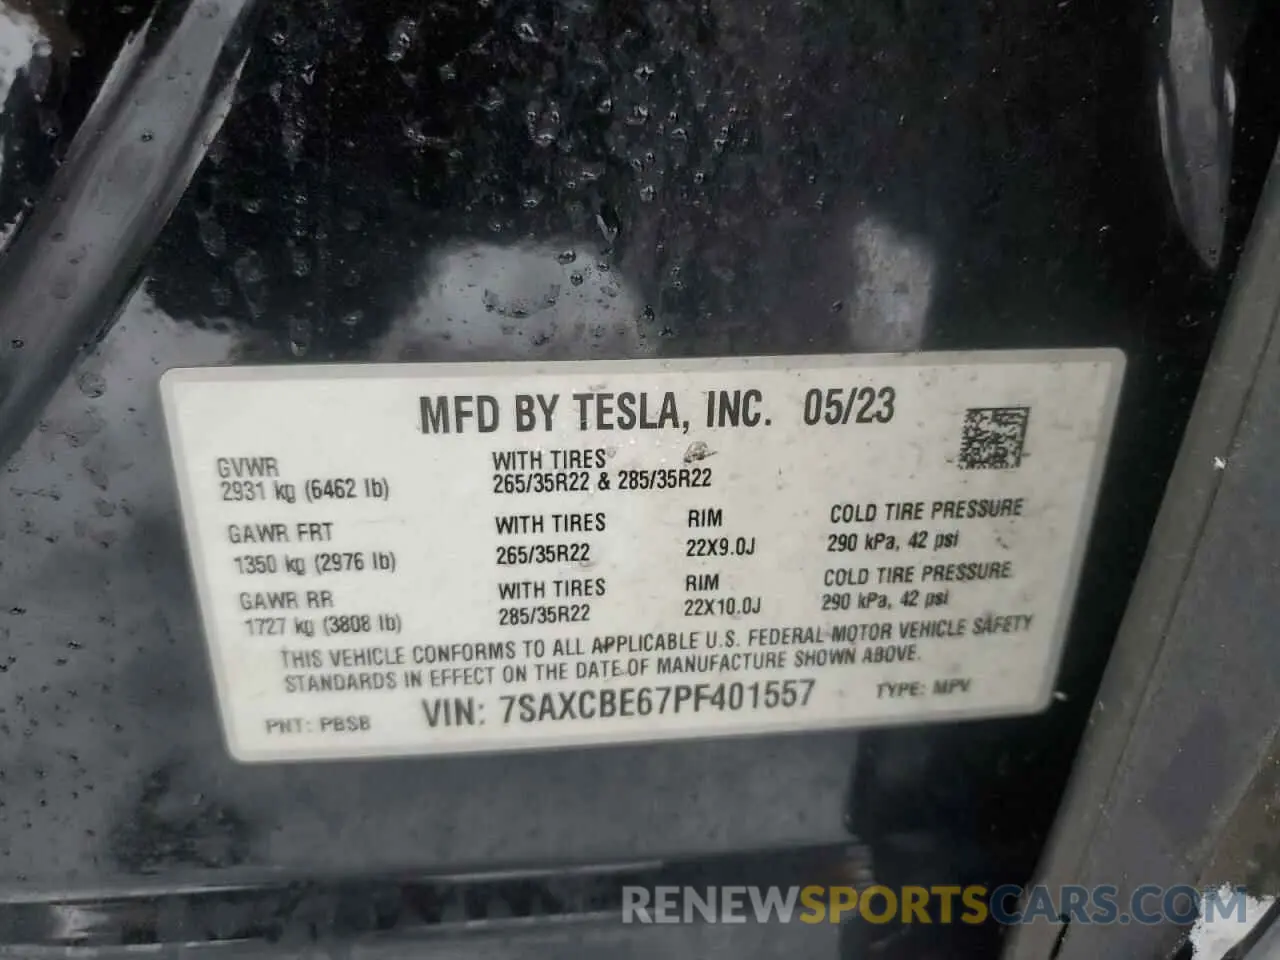 MFD BY TESLA, INC. 05/23
GVWR WITH TIRES
2931 kg (6462 lb) 265/35R22 & 285/35R22
GAWR FRT WITH TIRES RIM COLD TIRE PRESSURE
1350 kg (2976 lb) 265/35R22 22X9.0J 290 kPa, 42 psi
GAWR RR WITH TIRES RIM COLD TIRE PRESSURE
1727 kg (3808 lb) 285/35R22 22X10.0J 290 kPa, 42 psi
THIS VEHICLE CONFORMS TO ALL APPLICABLE U.S. FEDERAL MOTOR VEHICLE SAFETY
STANDARDS IN EFFECT ON THE DATE OF MANUFACTURE SHOWN ABOVE.
PNT: PBSB VIN: 7SAXCBE67PF401557 TYPE: MPV
RENEWSPORTSCARS.COM